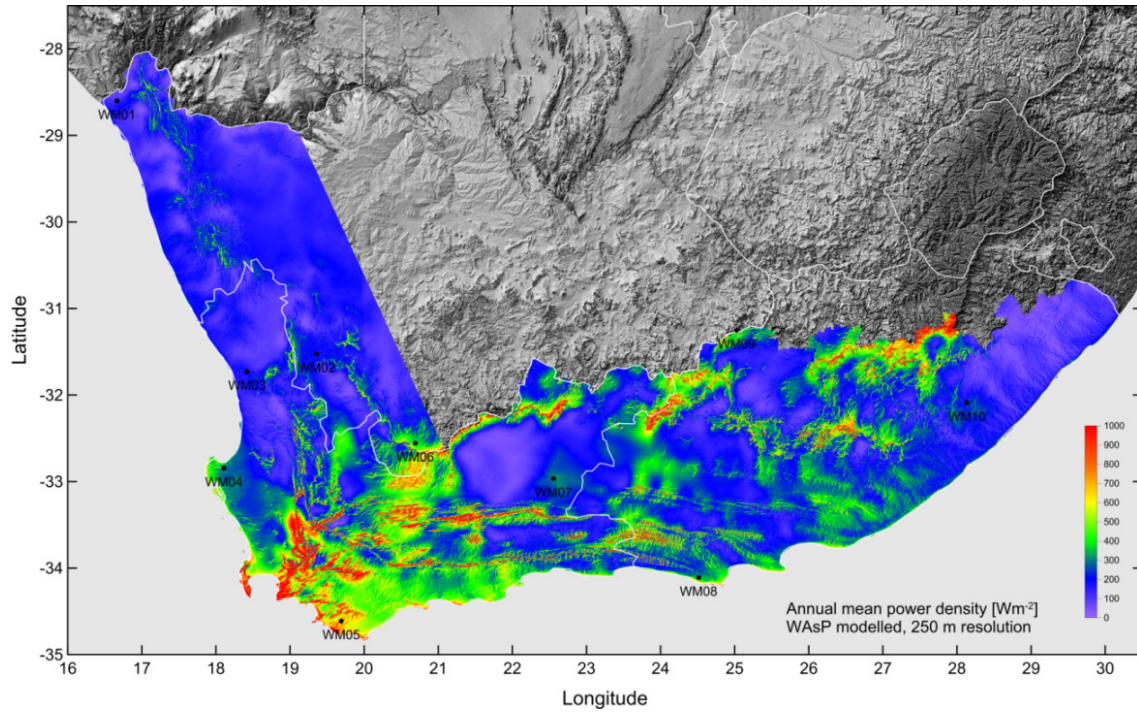 -28
-29
-30
-31
-32
-33
-34
-35
Latitude
16 17 18 19 20 21 22 23 24 25 26 27 28 29 30
Longitude
WM01
WM09
WM02
WM03
WM10
WM06
WM04
WM07
WM08
WM05
1000
900
800
700
600
500
400
300
200
100
0
Annual mean power density [Wm⁻²]
WAsP modelled, 250 m resolution